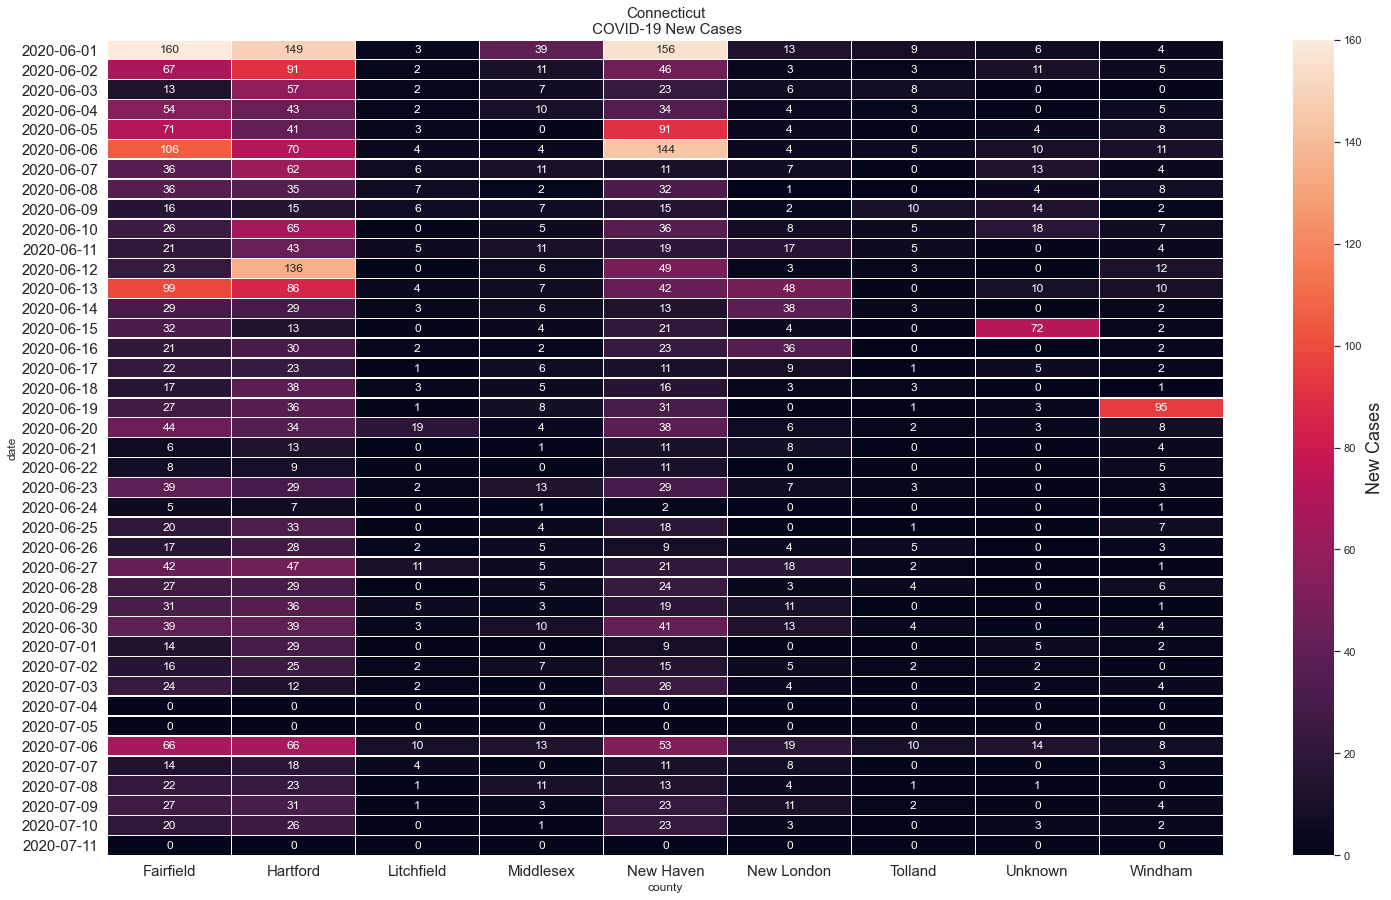 Connecticut
COVID-19 New Cases
2020-06-01 160 149 3 39 156 13 9 6 4
2020-06-02 67 91 2 11 46 3 3 11 5
2020-06-03 13 57 2 7 23 6 8 0 0
2020-06-04 54 43 2 10 34 4 3 0 5
2020-06-05 71 41 3 0 91 4 0 4 8
2020-06-06 106 70 4 4 144 4 5 10 11
2020-06-07 36 62 6 11 11 7 0 13 4
2020-06-08 36 35 7 2 32 1 0 4 8
2020-06-09 16 15 6 7 15 2 10 14 2
2020-06-10 26 65 0 5 36 8 5 18 7
2020-06-11 21 43 5 11 19 17 5 0 4
2020-06-12 23 136 0 6 49 3 3 0 12
2020-06-13 99 86 4 7 42 48 0 10 10
2020-06-14 29 29 3 6 13 38 3 0 2
2020-06-15 32 13 0 4 21 4 0 72 2
2020-06-16 21 30 2 2 23 36 0 0 2
2020-06-17 22 23 1 6 11 9 1 5 2
2020-06-18 17 38 3 5 16 3 3 0 1
2020-06-19 27 36 1 8 31 0 1 3 95
2020-06-20 44 34 19 4 38 6 2 3 8
2020-06-21 6 13 0 1 11 8 0 0 4
2020-06-22 8 9 0 0 11 0 0 0 5
2020-06-23 39 29 2 13 29 7 3 0 3
2020-06-24 5 7 0 1 2 0 0 0 1
2020-06-25 20 33 0 4 18 0 1 0 7
2020-06-26 17 28 2 5 9 4 5 0 3
2020-06-27 42 47 11 5 21 18 2 0 1
2020-06-28 27 29 0 5 24 3 4 0 6
2020-06-29 31 36 5 3 19 11 0 0 1
2020-06-30 39 39 3 10 41 13 4 0 4
2020-07-01 14 29 0 0 9 0 0 5 2
2020-07-02 16 25 2 7 15 5 2 2 0
2020-07-03 24 12 2 0 26 4 0 2 4
2020-07-04 0 0 0 0 0 0 0 0 0
2020-07-05 0 0 0 0 0 0 0 0 0
2020-07-06 66 66 10 13 53 19 10 14 8
2020-07-07 14 18 4 0 11 8 0 0 3
2020-07-08 22 23 1 11 13 4 1 1 0
2020-07-09 27 31 1 3 23 11 2 0 4
2020-07-10 20 26 0 1 23 3 0 3 2
2020-07-11 0 0 0 0 0 0 0 0 0
Fairfield Hartford Litchfield Middlesex New Haven New London Tolland Unknown Windham
county
date
160
140
120
100
80
60
40
20
0
New Cases